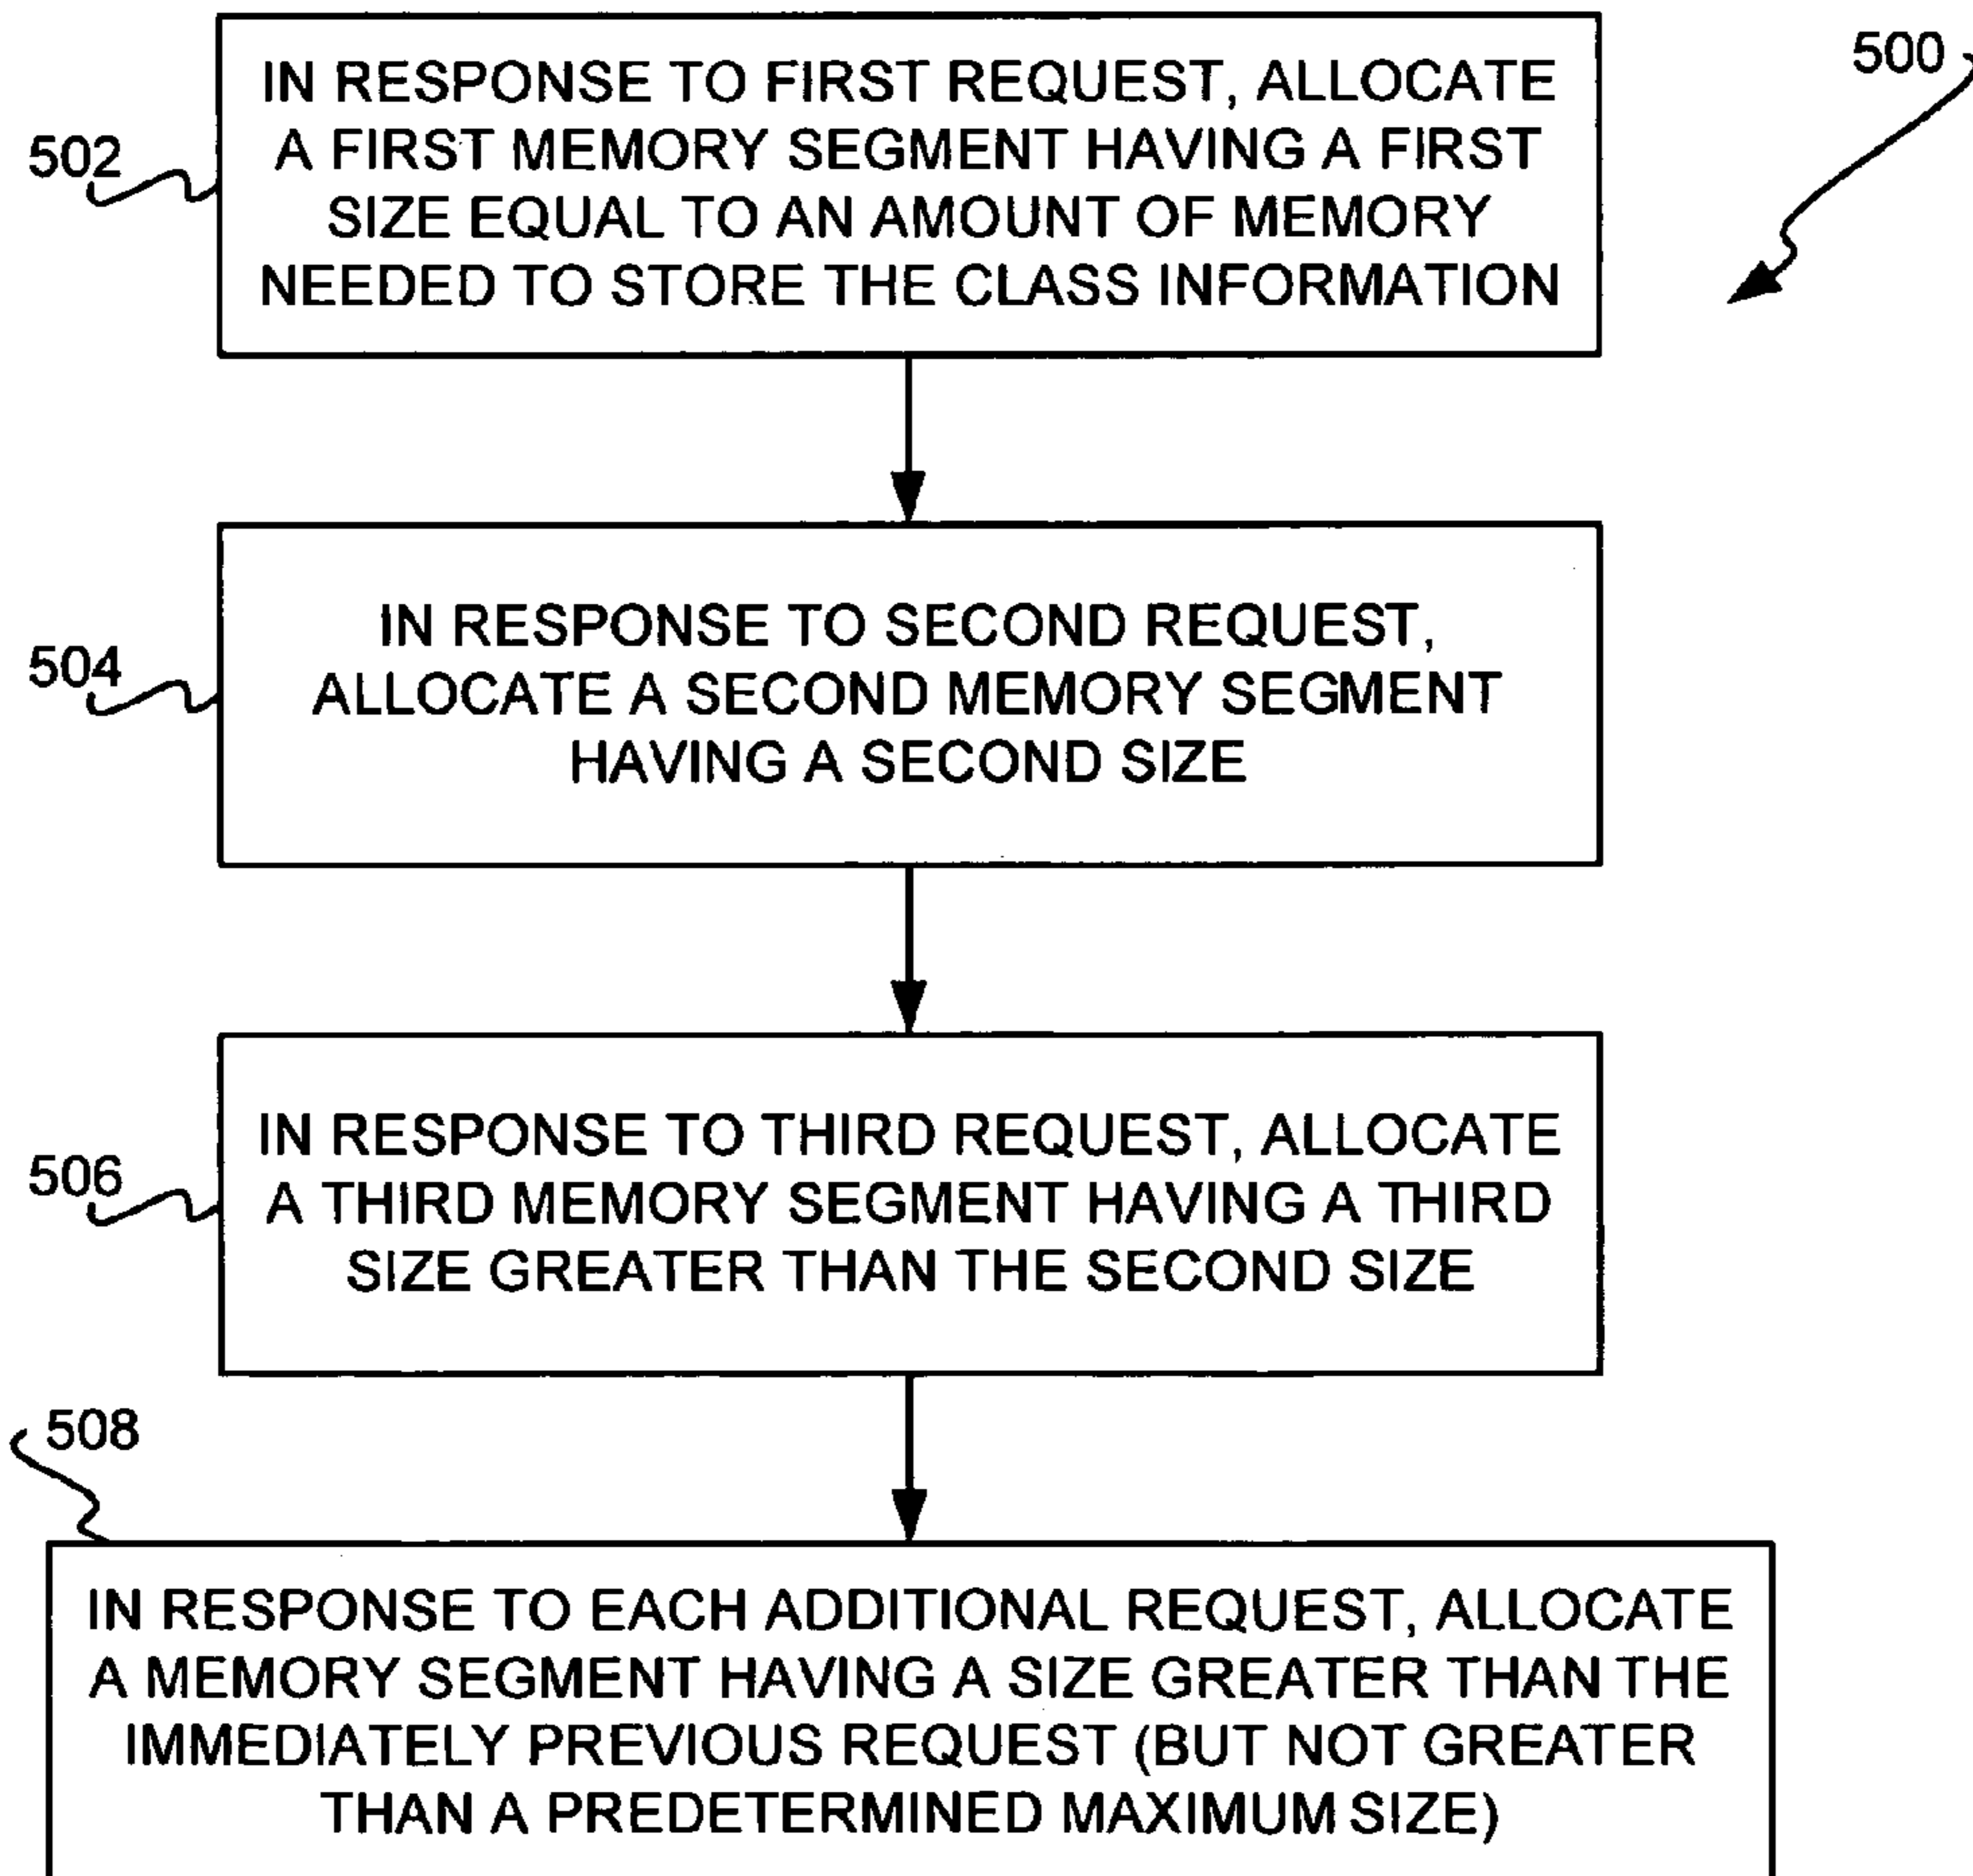 500
502
IN RESPONSE TO FIRST REQUEST, ALLOCATE
A FIRST MEMORY SEGMENT HAVING A FIRST
SIZE EQUAL TO AN AMOUNT OF MEMORY
NEEDED TO STORE THE CLASS INFORMATION
504
IN RESPONSE TO SECOND REQUEST,
ALLOCATE A SECOND MEMORY SEGMENT
HAVING A SECOND SIZE
506
IN RESPONSE TO THIRD REQUEST, ALLOCATE
A THIRD MEMORY SEGMENT HAVING A THIRD
SIZE GREATER THAN THE SECOND SIZE
508
IN RESPONSE TO EACH ADDITIONAL REQUEST, ALLOCATE
A MEMORY SEGMENT HAVING A SIZE GREATER THAN THE
IMMEDIATELY PREVIOUS REQUEST (BUT NOT GREATER
THAN A PREDETERMINED MAXIMUM SIZE)